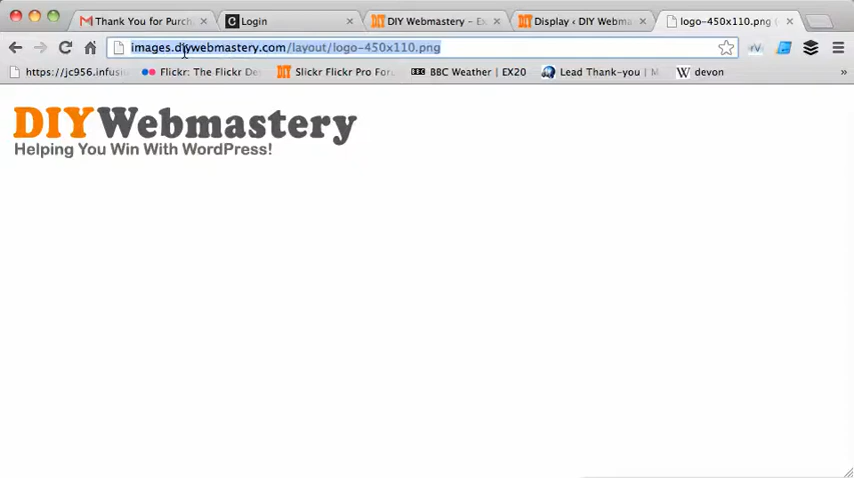 Thank You for Purch
Login
DIY Webmastery - Ex
Display ‹ DIY Webma
logo-450x110.png (
images.diywebmastery.com/layout/logo-450x110.png
https://jc956.infusi
Flickr: The Flickr De
DIY
Slickr Flickr Pro For
BBC Weather | EX20
Lead Thank-you | M
W
devon
»
DIYWebmastery
Helping You Win With WordPress!